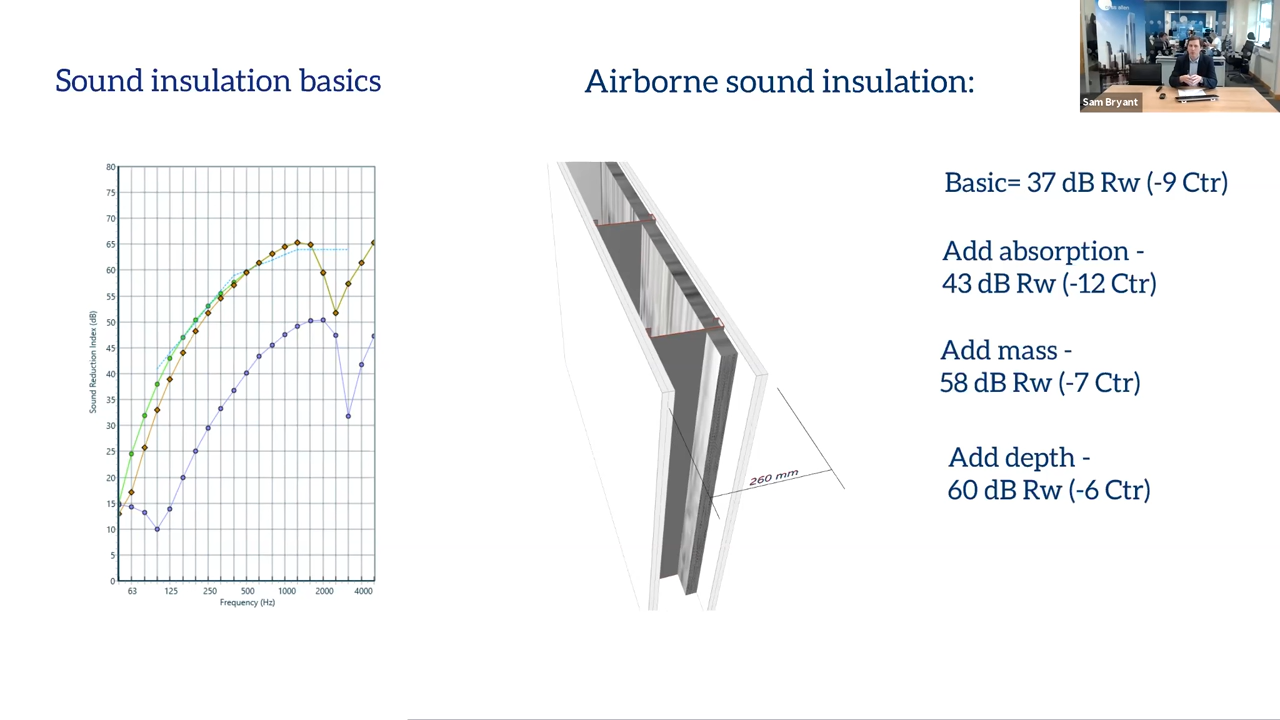 Sound insulation basics
Airborne sound insulation:
Sam Bryant
Basic= 37 dB Rw (-9 Ctr)
Add absorption -
43 dB Rw (-12 Ctr)
Add mass -
58 dB Rw (-7 Ctr)
Add depth -
60 dB Rw (-6 Ctr)
260 mm
Sound Reduction Index (dB)
80
75
70
65
60
55
50
45
40
35
30
25
20
15
10
5
0
63 125 250 500 1000 2000 4000
Frequency (Hz)